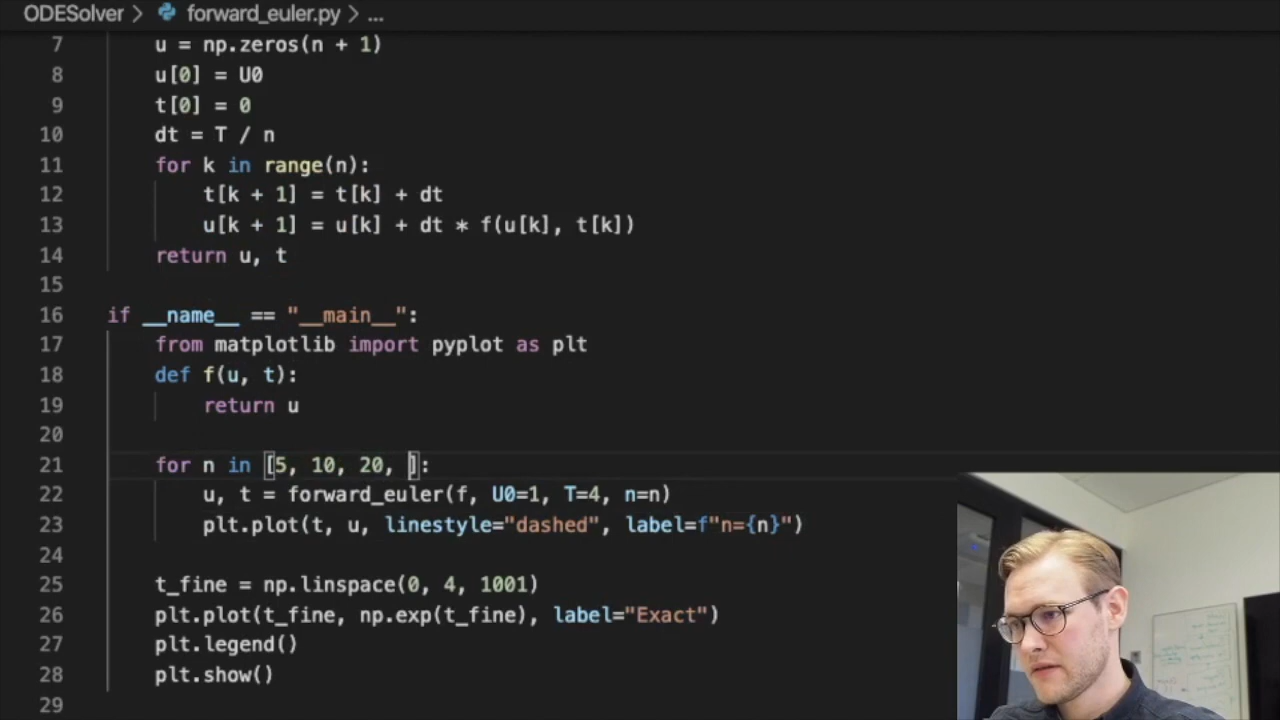 ODESolver > forward_euler.py > ...
7 u = np.zeros(n + 1)
8 u[0] = U0
9 t[0] = 0
10 dt = T / n
11 for k in range(n):
12 t[k + 1] = t[k] + dt
13 u[k + 1] = u[k] + dt * f(u[k], t[k])
14 return u, t
15
16 if __name__ == "__main__":
17 from matplotlib import pyplot as plt
18 def f(u, t):
19 return u
20
21 for n in [5, 10, 20, ]:
22 u, t = forward_euler(f, U0=1, T=4, n=n)
23 plt.plot(t, u, linestyle="dashed", label=f"n={n}")
24
25 t_fine = np.linspace(0, 4, 1001)
26 plt.plot(t_fine, np.exp(t_fine), label="Exact")
27 plt.legend()
28 plt.show()
29